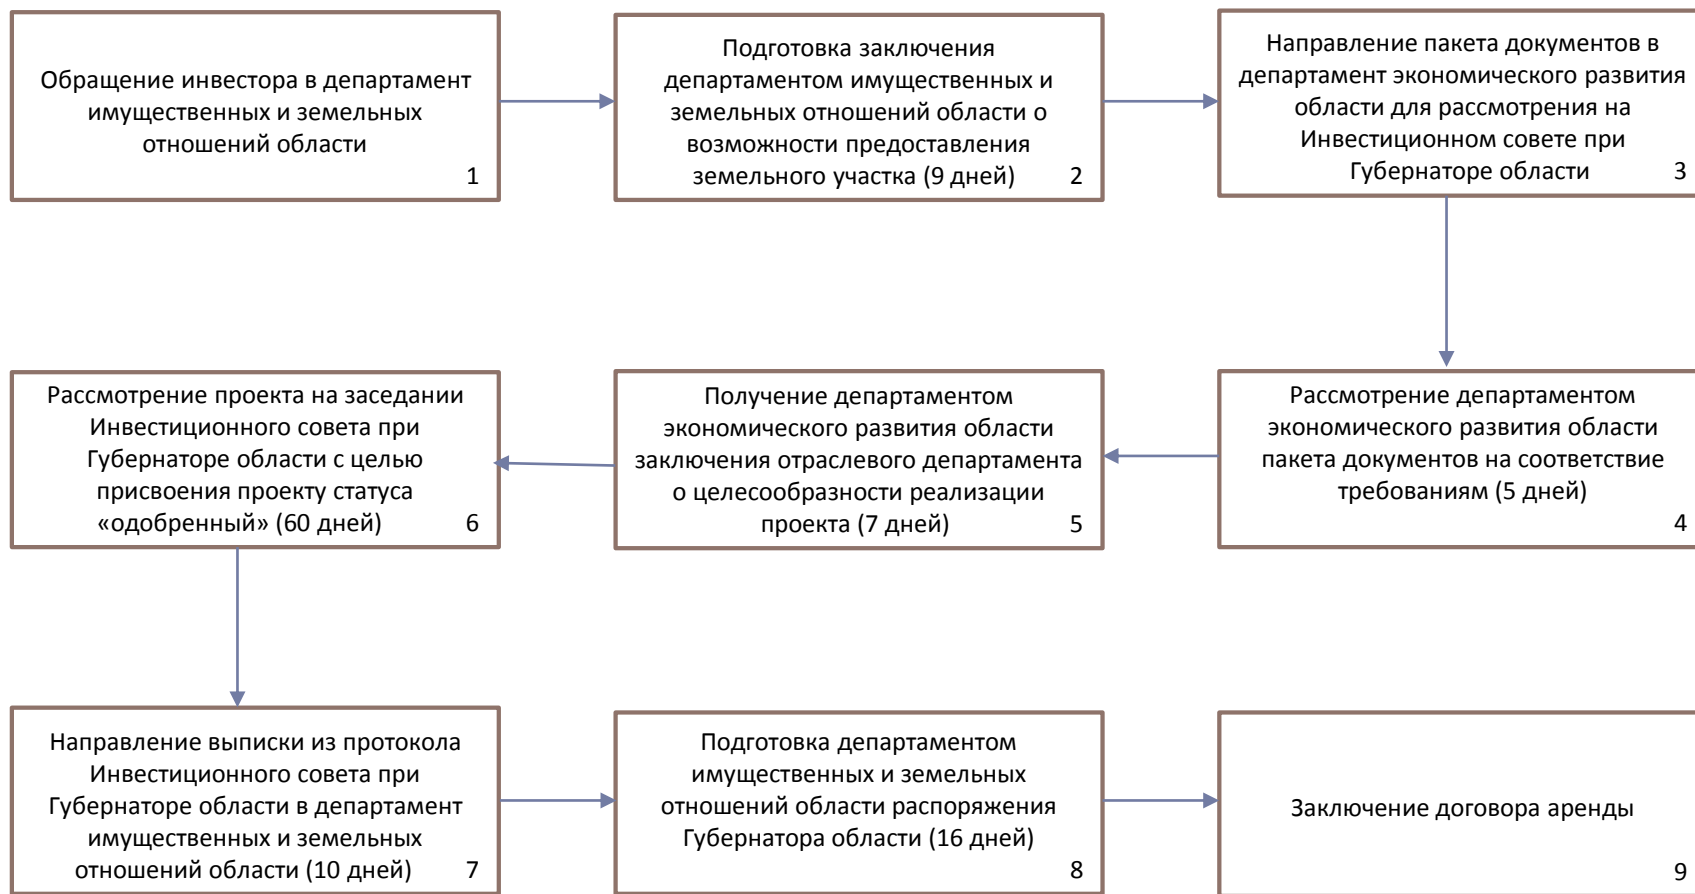 Обращение инвестора в департамент
имущественных и земельных
отношений области
1
Подготовка заключения
департаментом имущественных и
земельных отношений области о
возможности предоставления
земельного участка (9 дней)
2
Направление пакета документов в
департамент экономического развития
области для рассмотрения на
Инвестиционном совете при
Губернаторе области
3
Рассмотрение департаментом
экономического развития области
пакета документов на соответствие
требованиям (5 дней)
4
Получение департаментом
экономического развития области
заключения отраслевого департамента
о целесообразности реализации
проекта (7 дней)
5
Рассмотрение проекта на заседании
Инвестиционного совета при
Губернаторе области с целью
присвоения проекту статуса
«одобренный» (60 дней)
6
Направление выписки из протокола
Инвестиционного совета при
Губернаторе области в департамент
имущественных и земельных
отношений области (10 дней)
7
Подготовка департаментом
имущественных и земельных
отношений области распоряжения
Губернатора области (16 дней)
8
Заключение договора аренды
9